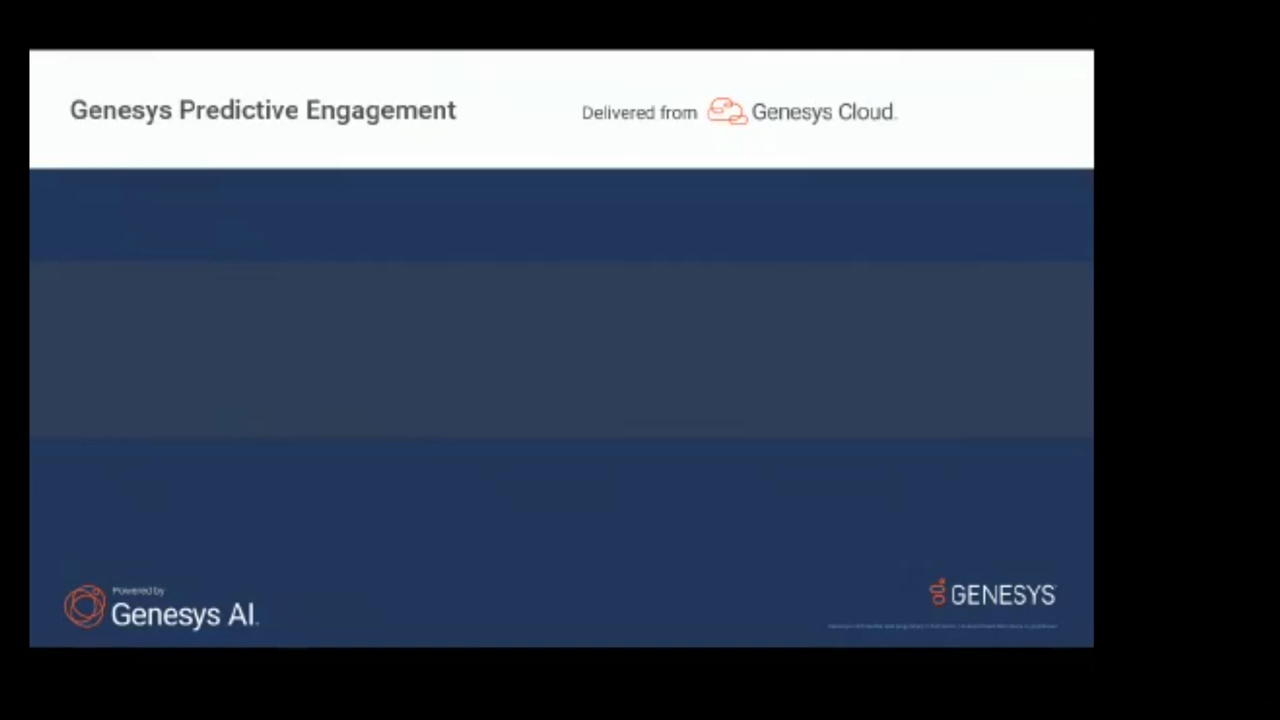 Genesys Predictive Engagement
Delivered from Genesys Cloud.
Powered by
Genesys AI.
GENESYS